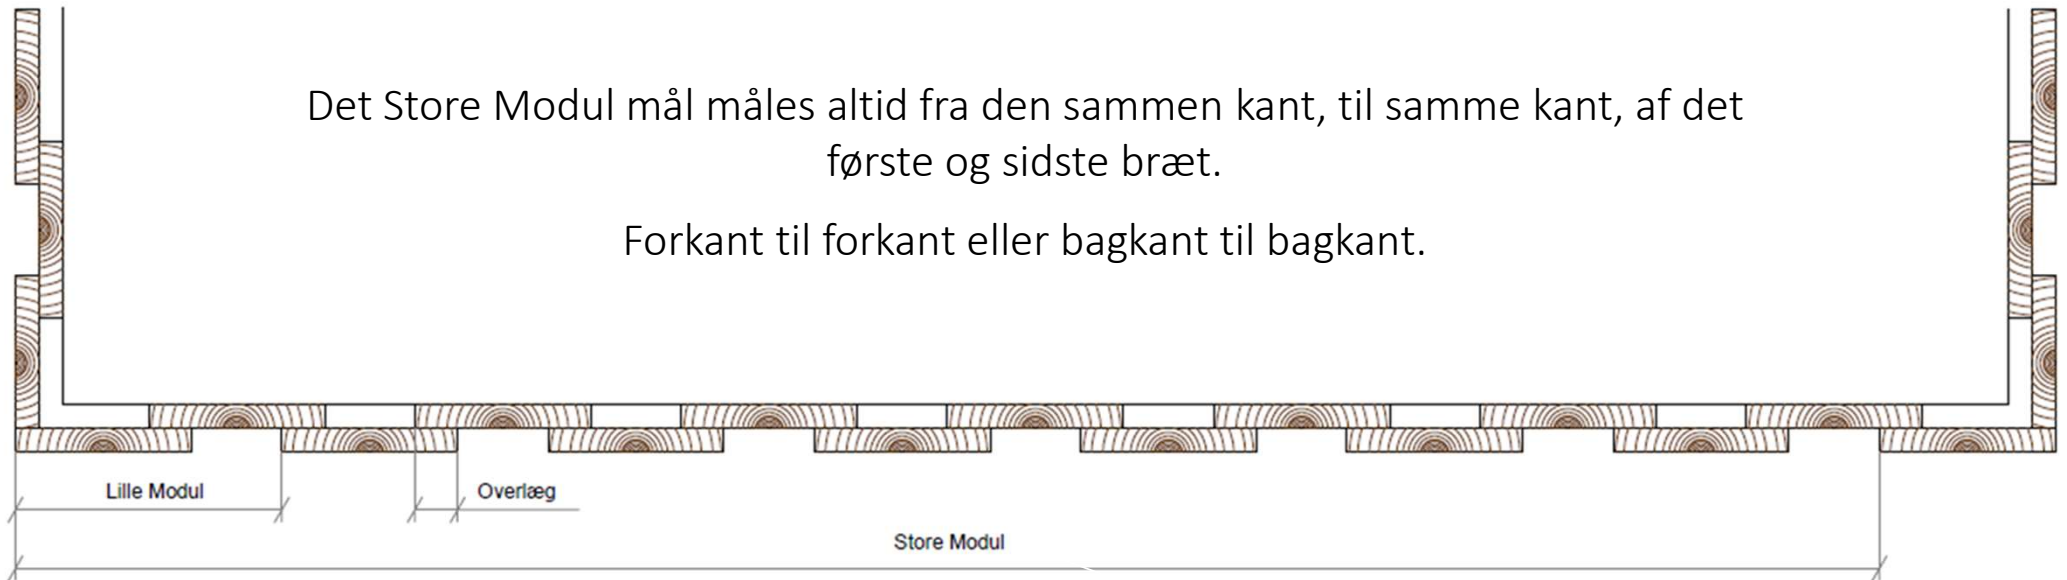 Det Store Modul mål måles altid fra den sammen kant, til samme kant, af det
første og sidste bræt.
Forkant til forkant eller bagkant til bagkant.
Lille Modul
Overlæg
Store Modul